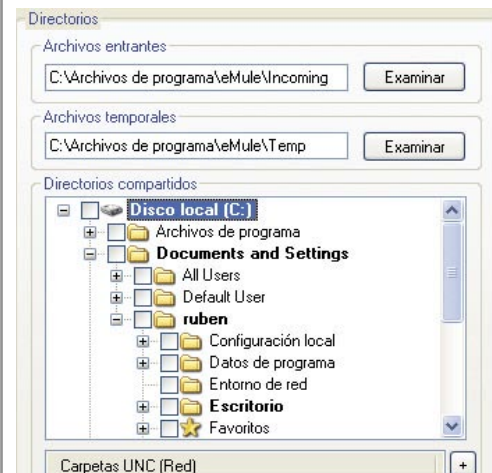 Directorios
Archivos entrantes
C:\Archivos de programa\eMule\Incoming
Examinar
Archivos temporales
C:\Archivos de programa\eMule\Temp
Examinar
Directorios compartidos
Disco local (C:)
Archivos de programa
Documents and Settings
All Users
Default User
ruben
Configuración local
Datos de programa
Entorno de red
Escritorio
Favoritos
Carpetas UNC (Red)
+